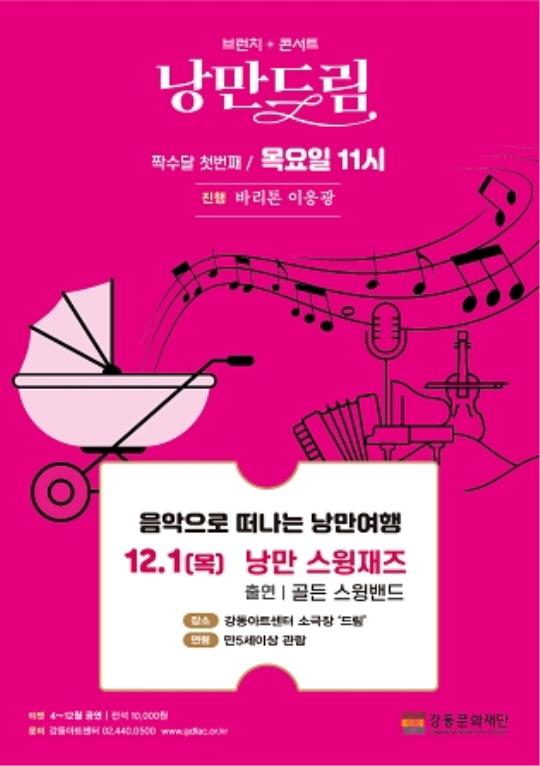 브런치 + 콘서트
낭만드림
짝수달 첫번째 / 목요일 11시
진행 바리톤 이응광
음악으로 떠나는 낭만여행
12.1(목) 낭만 스윙재즈
출연 | 골든 스윙밴드
장소 강동아트센터 소극장 '드림'
연령 만5세이상 관람
티켓 4~12월 공연 | 전석 10,000원
문의 강동아트센터 02.440.0500 www.gdfac.or.kr
강동문화재단